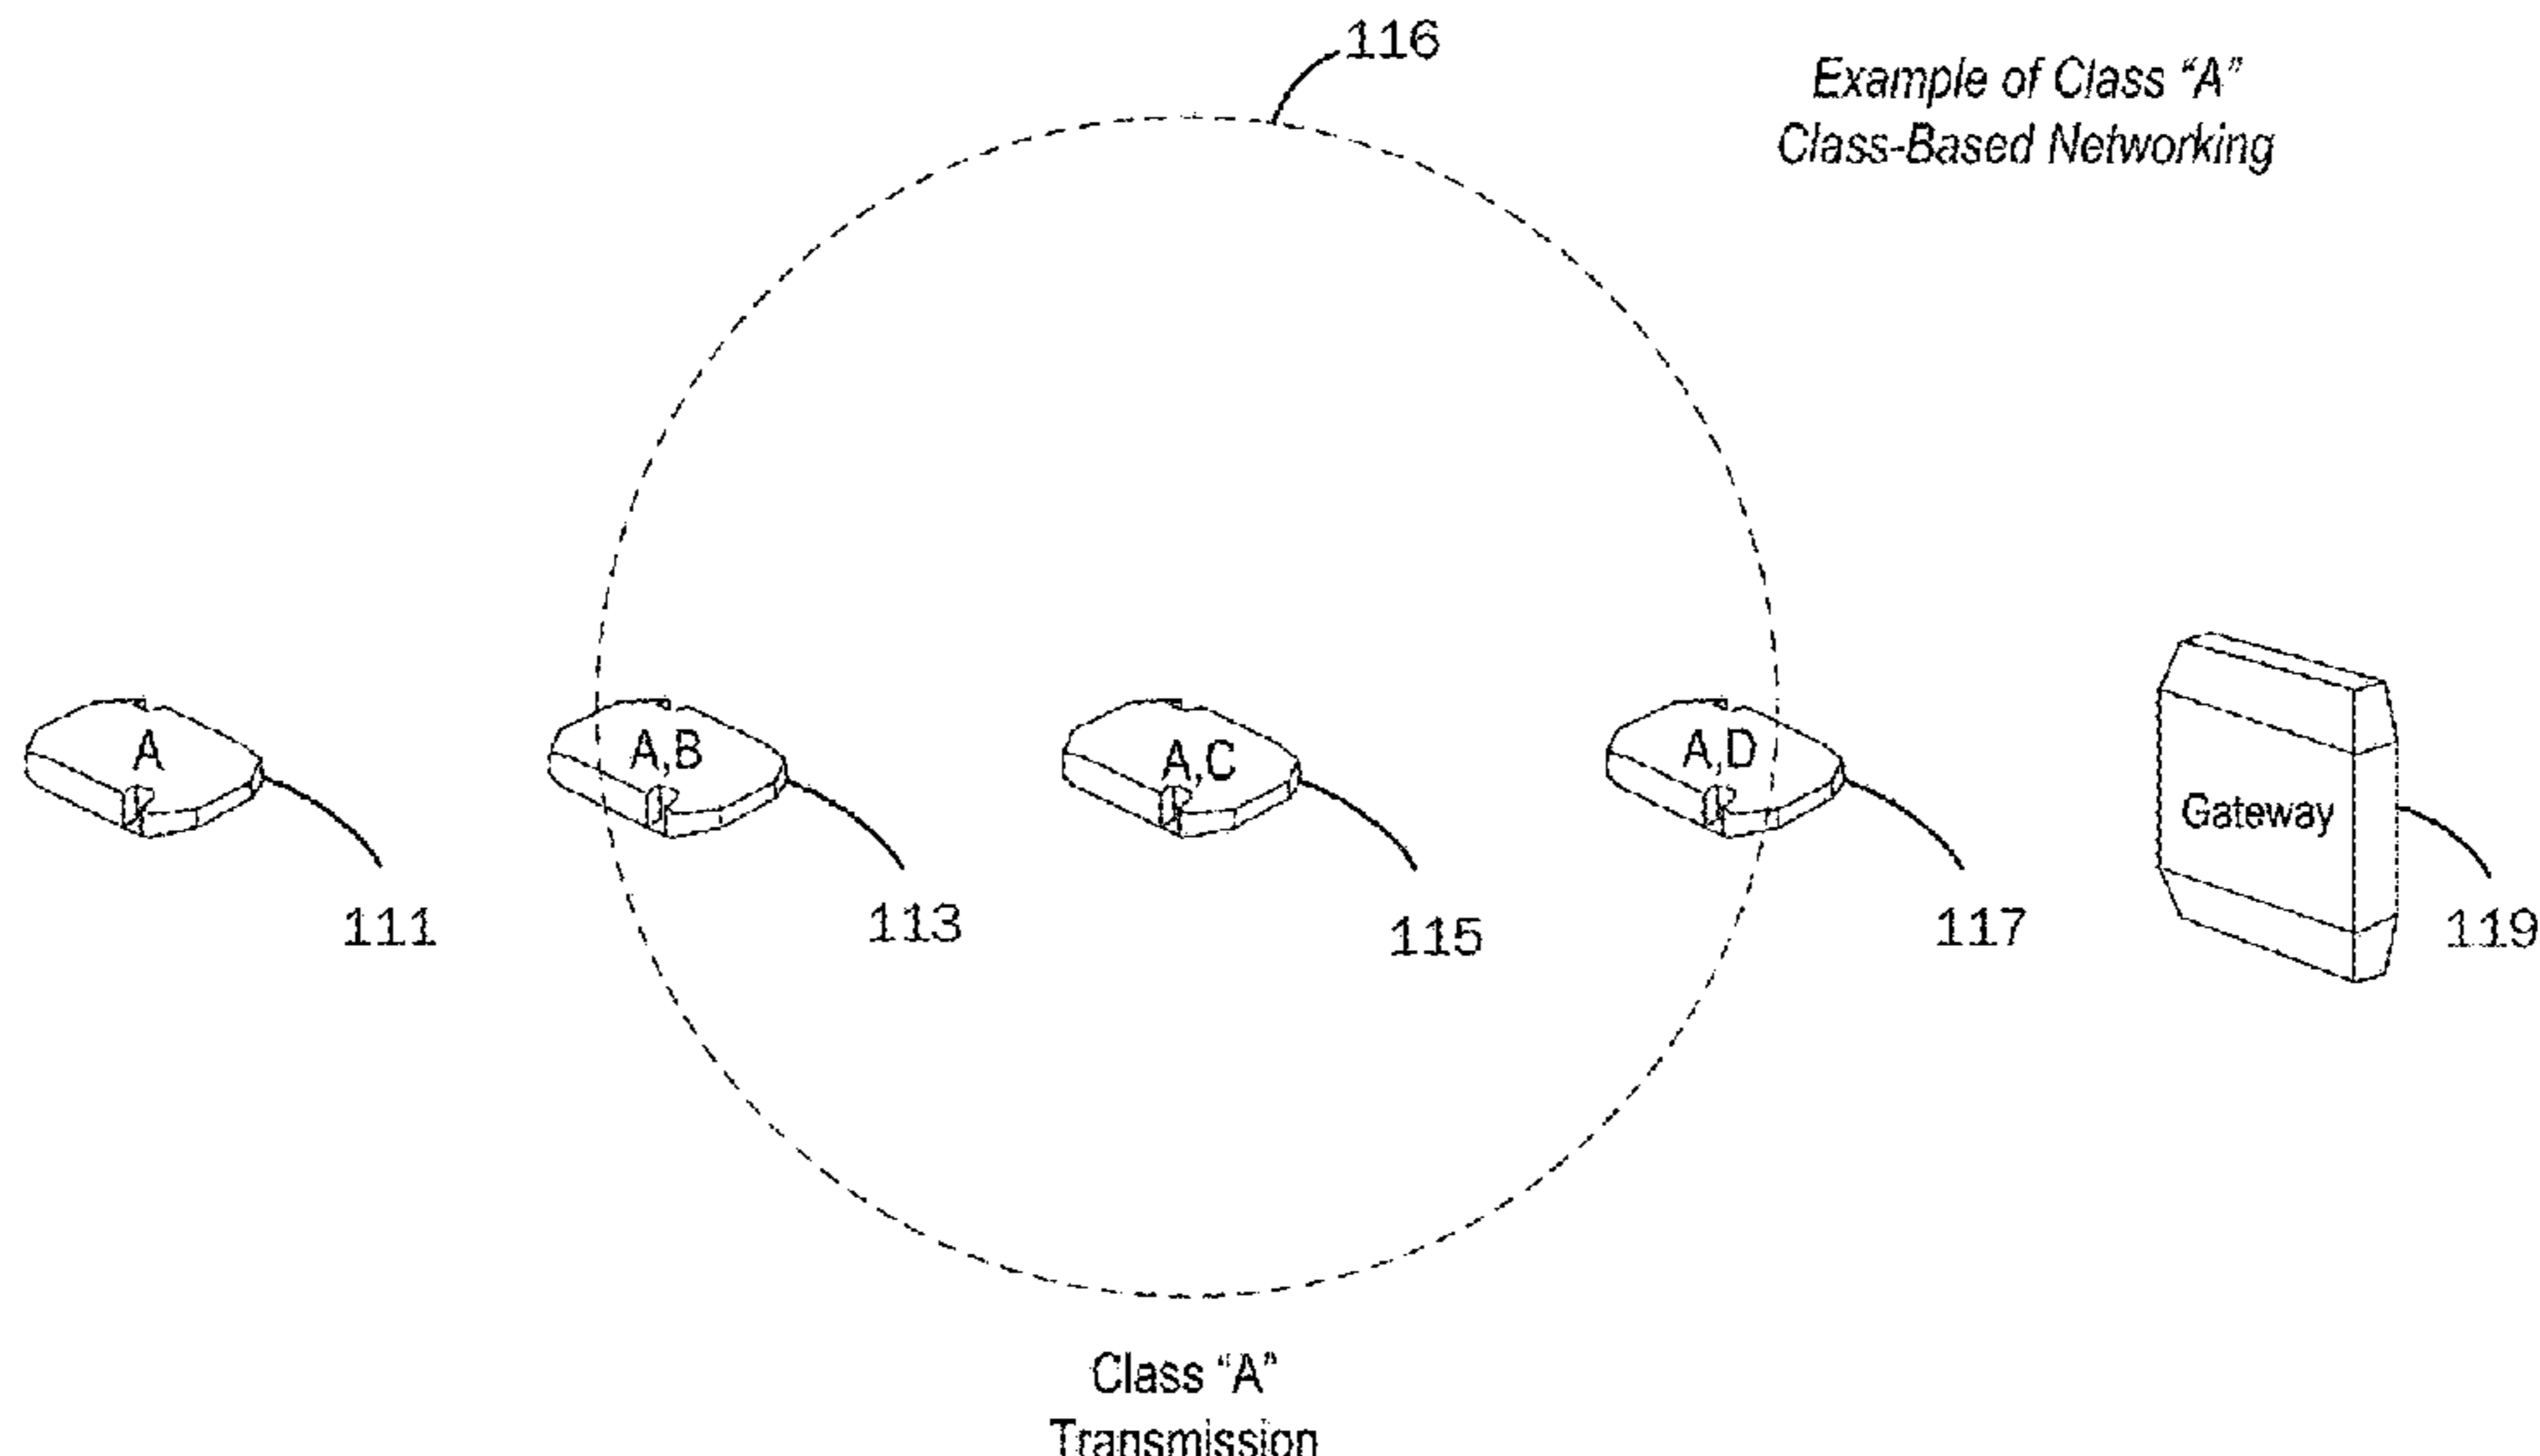 116
Example of Class “A”
Class-Based Networking
A
A,B
A,C
A,D
Gateway
111
113
115
117
119
Class “A”
Transmission